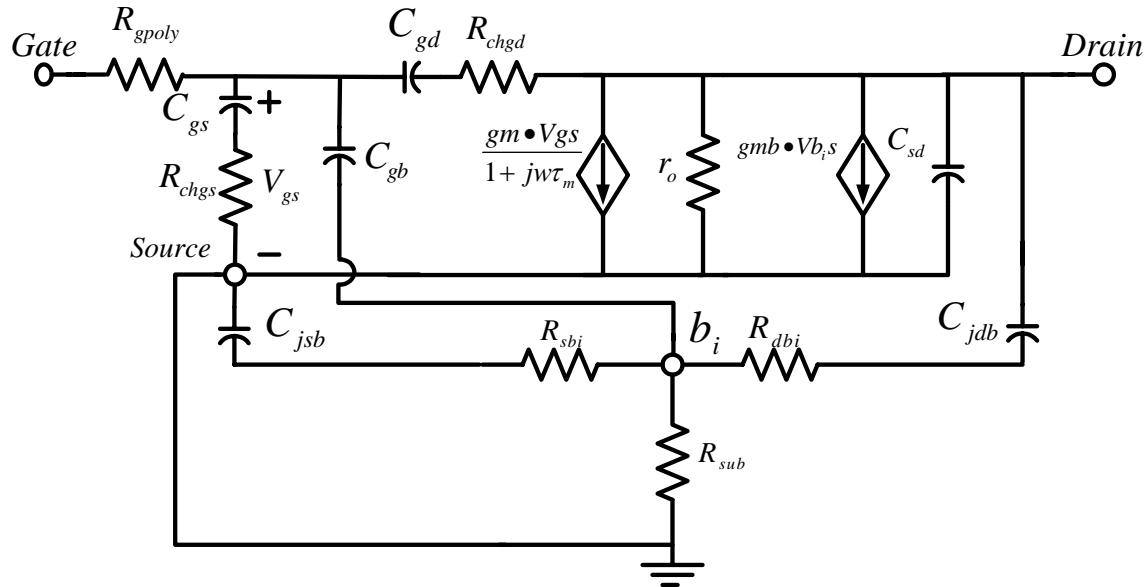 R_gpoly
C_gd
R_chgd
Gate
Drain
C_gs
+
C_gb
gm•Vgs
1+jwτ_m
r_o
gmb•Vb_is
C_sd
R_chgs
V_gs
Source
−
C_jsb
R_sbi
b_i
R_dbi
C_jdb
R_sub